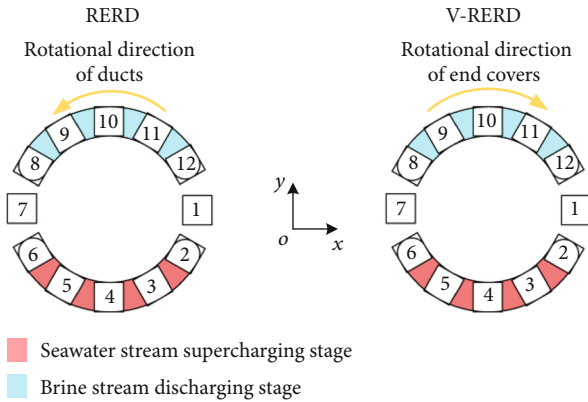 RERD
Rotational direction
of ducts
10
9
11
8
12
7
1
6
2
5
3
4
y
o
x
V-RERD
Rotational direction
of end covers
10
9
11
8
12
7
1
6
2
5
3
4
Seawater stream supercharging stage
Brine stream discharging stage